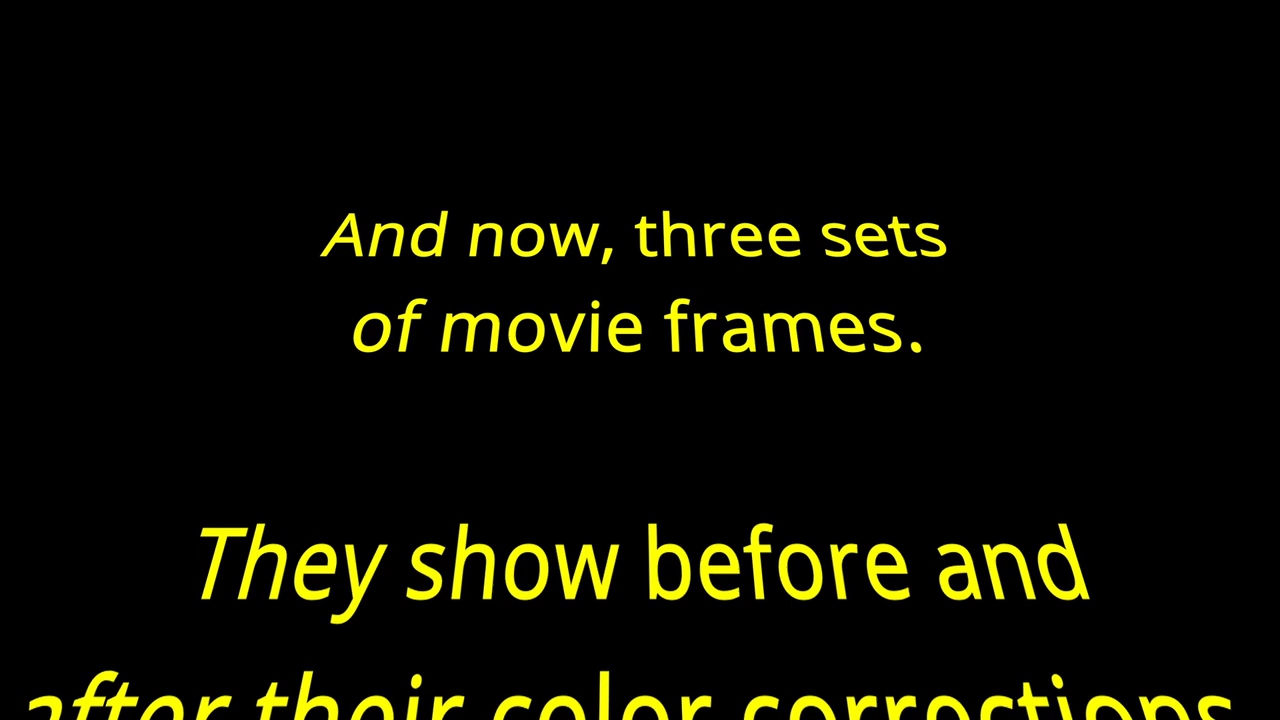 And now, three sets
of movie frames.
They show before and
after their color corrections